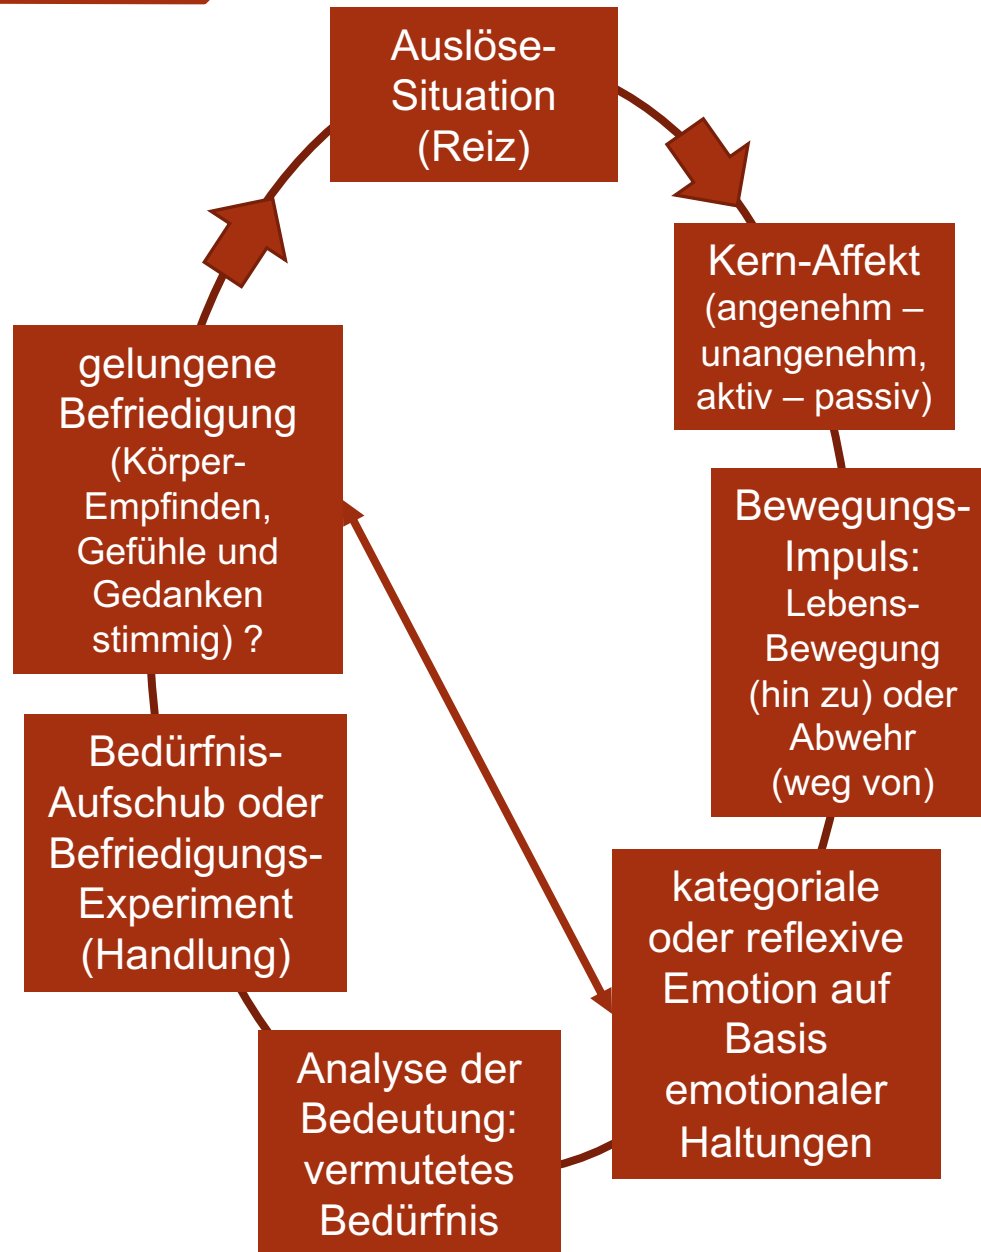 Auslöse-
Situation
(Reiz)
Kern-Affekt
(angenehm –
unangenehm,
aktiv – passiv)
Bewegungs-
Impuls:
Lebens-
Bewegung
(hin zu) oder
Abwehr
(weg von)
kategoriale
oder reflexive
Emotion auf
Basis
emotionaler
Haltungen
Analyse der
Bedeutung:
vermutetes
Bedürfnis
Bedürfnis-
Aufschub oder
Befriedigungs-
Experiment
(Handlung)
gelungene
Befriedigung
(Körper-
Empfinden,
Gefühle und
Gedanken
stimmig) ?